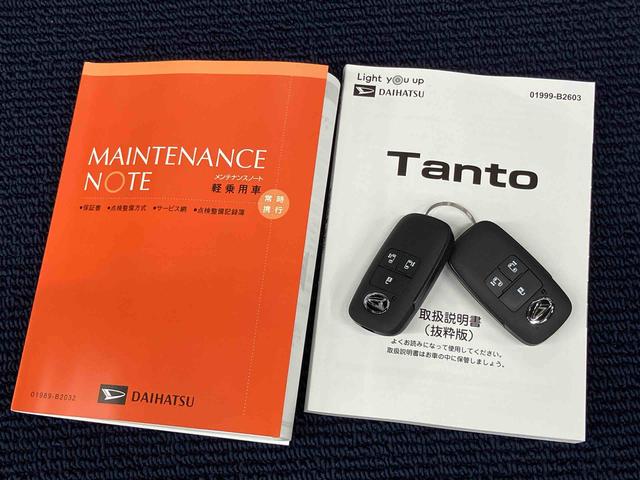 MAINTENANCE
NOTE
メンテナンスノート
軽乗用車
常時
携行
•保証書 •点検整備方式 •サービス網 •点検整備記録簿
01989-B2032
DAIHATSU
Light you up
DAIHATSU
01999-B2603
Tanto
取扱説明書
(抜粋版)
よくお読みになって使用してください。
取扱説明書はお車の中に保管しましょう。